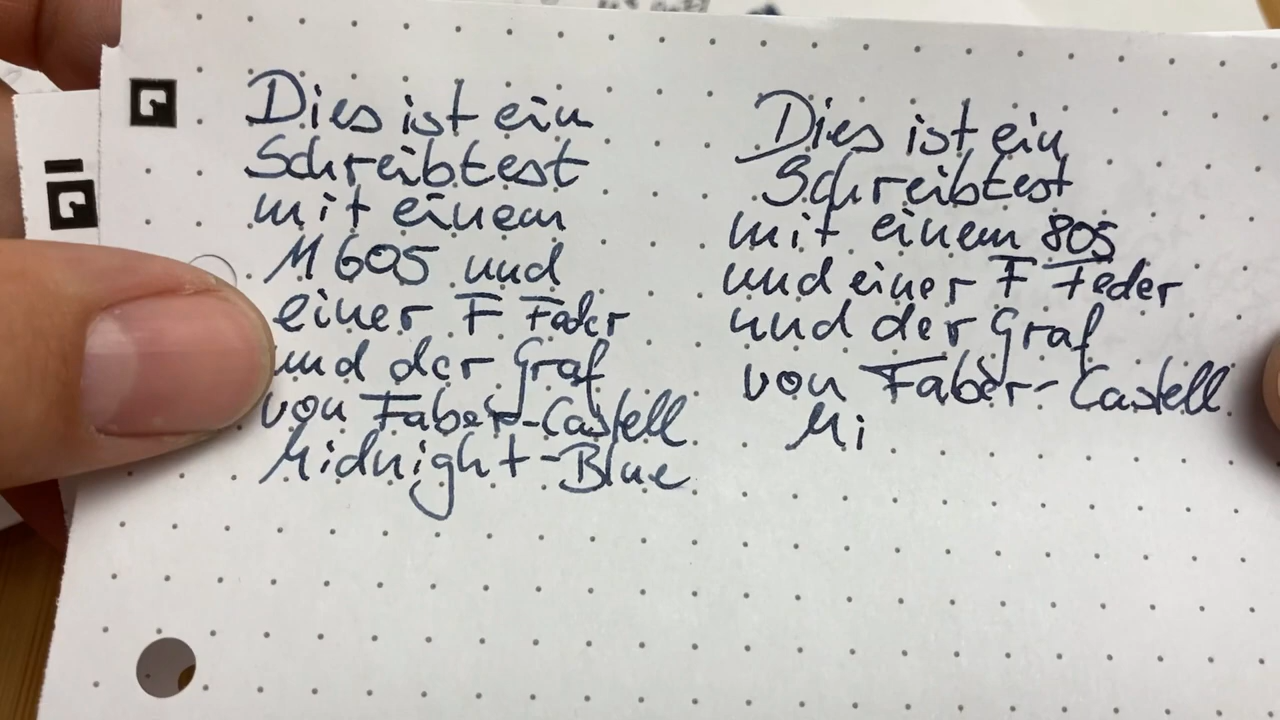 Dies ist ein
Schreibtest
mit einem
M605 und
einer F Feder
und der Graf
von Faber-Castell
Midnight-Blue
Dies ist ein
Schreibtest
mit einem 805
und einer F Feder
und der Graf
von Faber-Castell
Mi